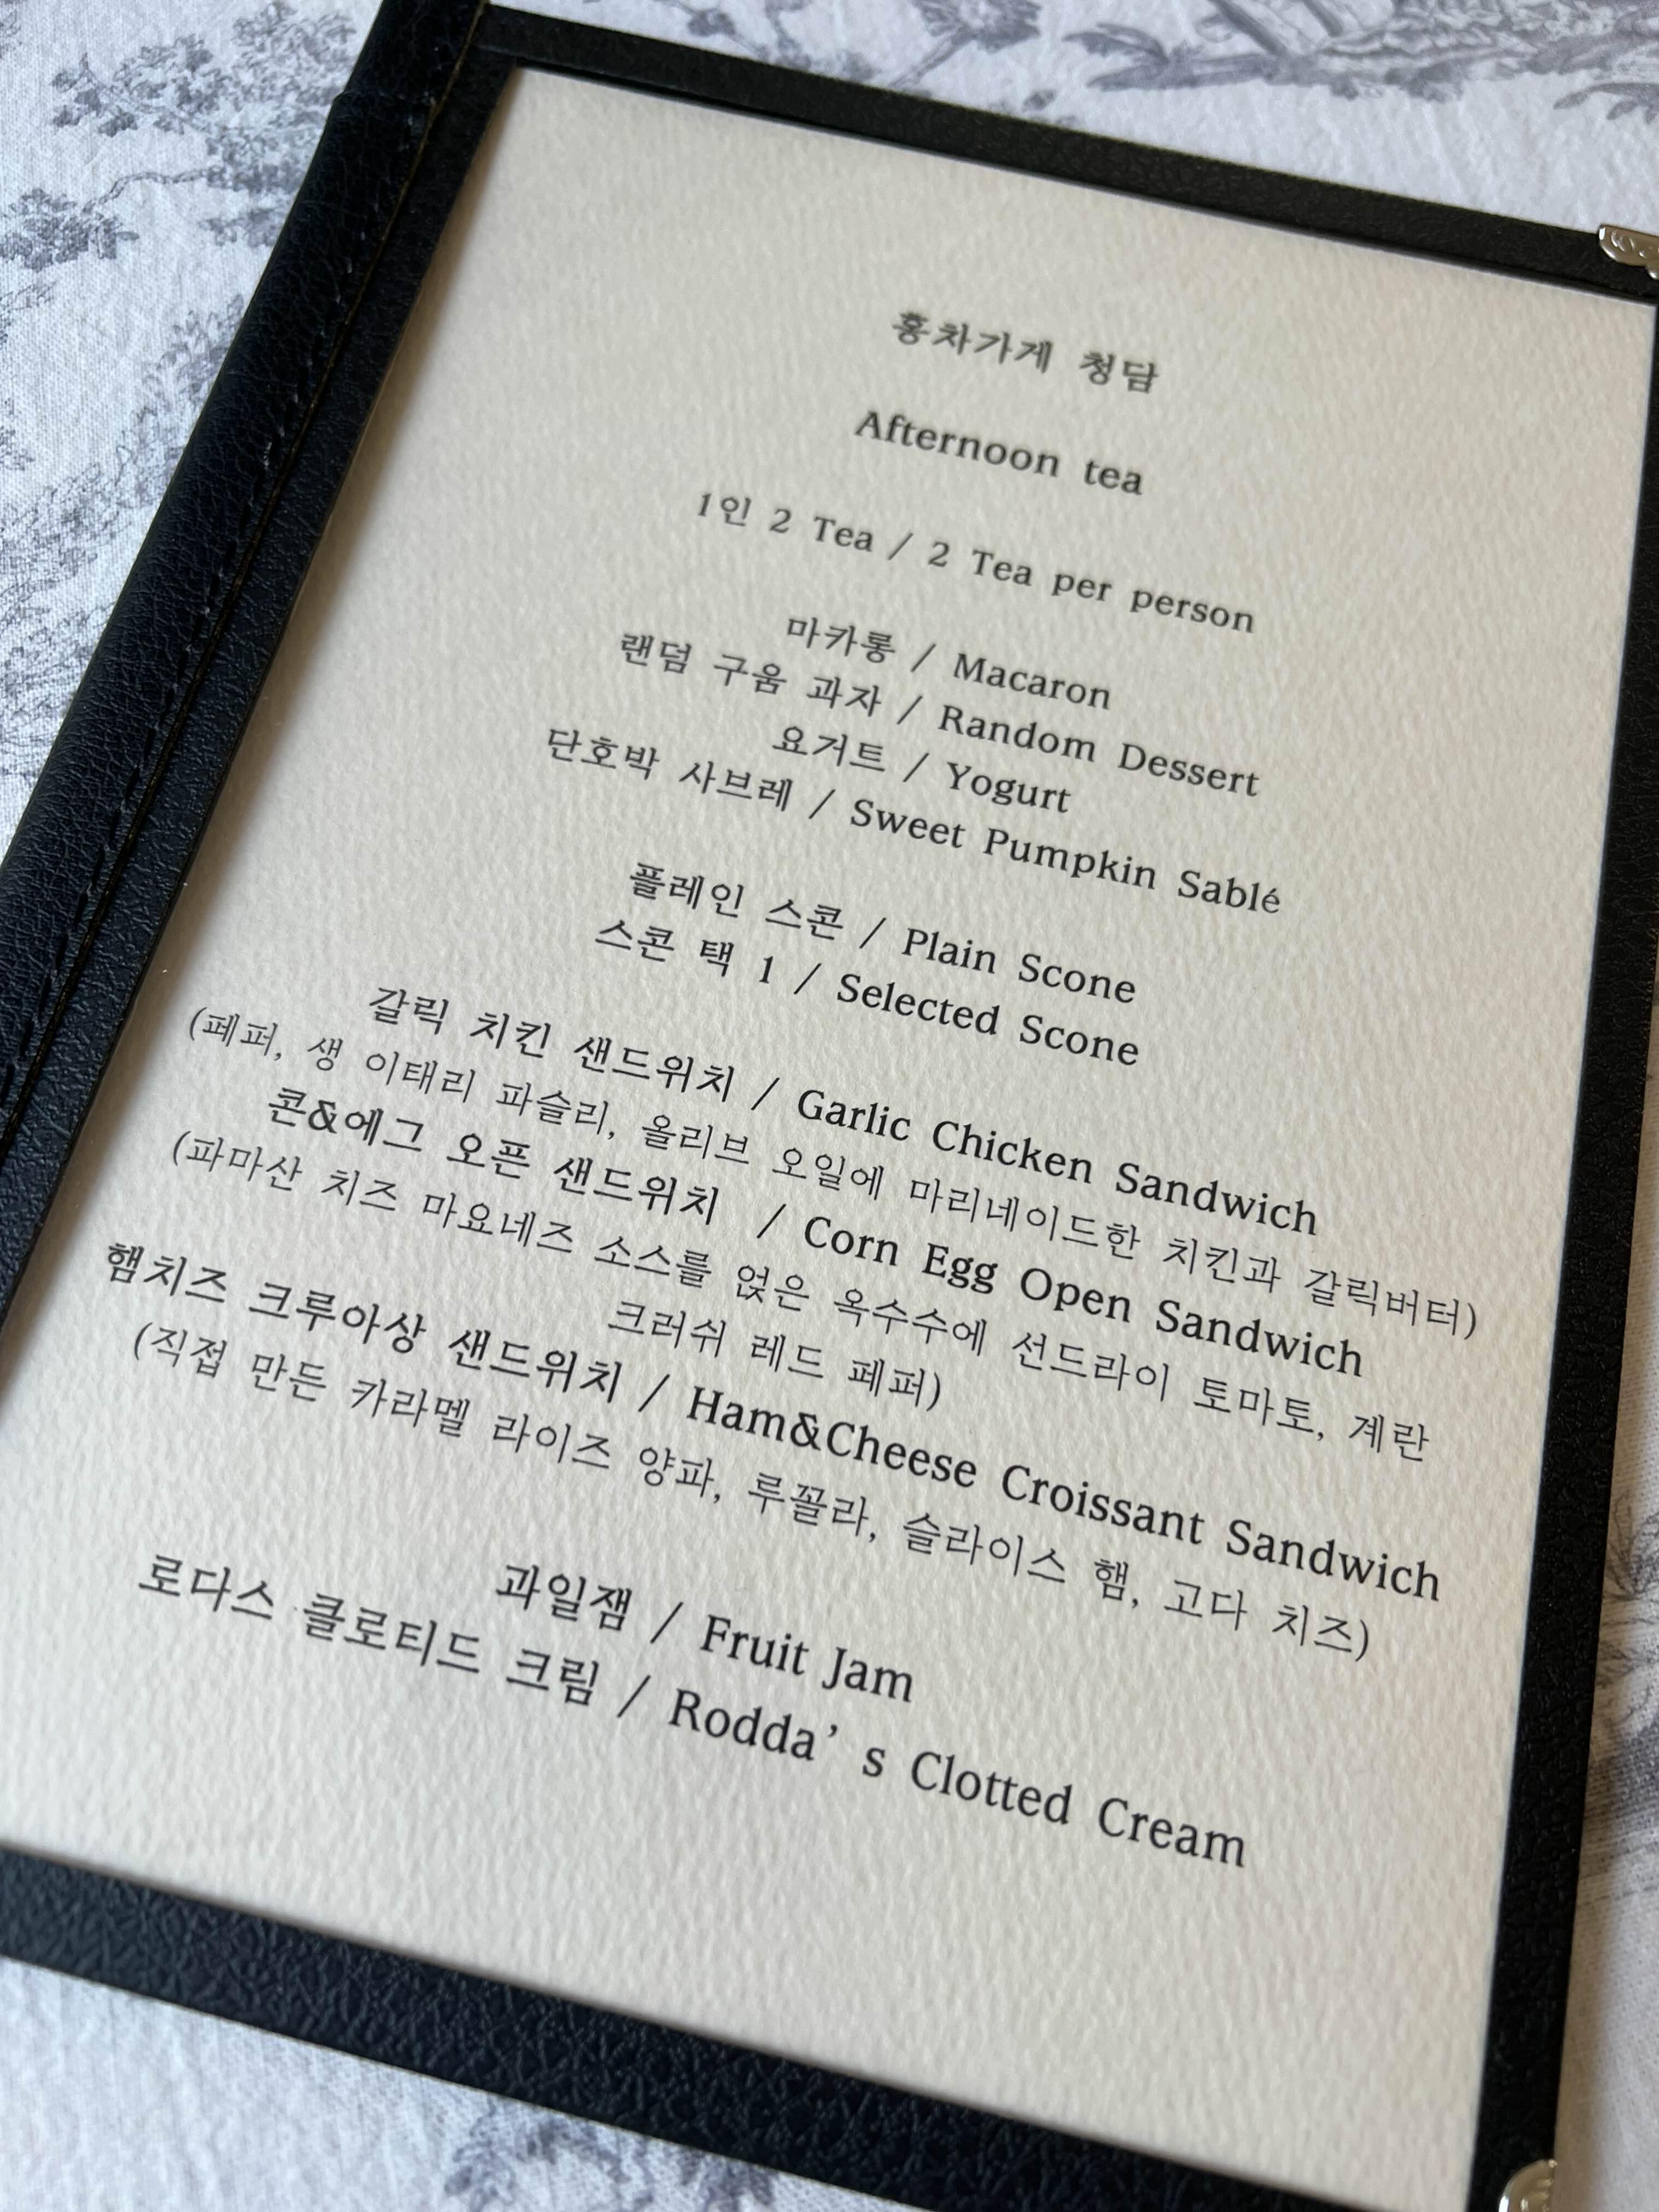 홍차가게 청담
Afternoon tea
1인 2 Tea / 2 Tea per person
마카롱 / Macaron
랜덤 구움 과자 / Random Dessert
요거트 / Yogurt
단호박 사브레 / Sweet Pumpkin Sablé
플레인 스콘 / Plain Scone
스콘 택 1 / Selected Scone
갈릭 치킨 샌드위치 / Garlic Chicken Sandwich
(페퍼, 생 이태리 파슬리, 올리브 오일에 마리네이드한 치킨과 갈릭버터)
콘&에그 오픈 샌드위치 / Corn Egg Open Sandwich
(파마산 치즈 마요네즈 소스를 얹은 옥수수에 선드라이 토마토, 계란
크러쉬 레드 페퍼)
햄치즈 크루아상 샌드위치 / Ham&Cheese Croissant Sandwich
(직접 만든 카라멜 라이즈 양파, 루꼴라, 슬라이스 햄, 고다 치즈)
과일잼 / Fruit Jam
로다스 클로티드 크림 / Rodda’s Clotted Cream